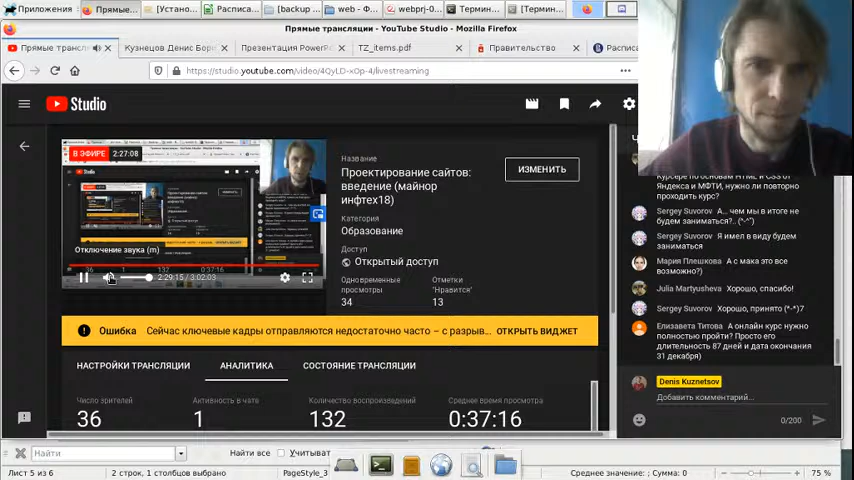 Приложения
Прямые...
[Устано...
Расписа...
[backup ...
web - Ф...
webprj-0...
Термин...
[Термин...
Прямые трансляции - YouTube Studio - Mozilla Firefox
Прямые трансл
Кузнецов Денис Бор
Презентация PowerP
TZ_items.pdf
Правительство
Распис
https://studio.youtube.com/video/4QyLD-xOp-4/livestreaming
Studio
В ЭФИРЕ 2:27:08
Отключение звука (m)
2:29:15 / 3:02:03
Название
Проектирование сайтов:
введение (майнор
инфтех18)
ИЗМЕНИТЬ
Категория
Образование
Доступ
Открытый доступ
Одновременные
просмотры
34
Отметки
"Нравится"
13
Ошибка Сейчас ключевые кадры отправляются недостаточно часто – с разрыв... ОТКРЫТЬ ВИДЖЕТ
НАСТРОЙКИ ТРАНСЛЯЦИИ
АНАЛИТИКА
СОСТОЯНИЕ ТРАНСЛЯЦИИ
Число зрителей
36
Активность в чате
1
Количество воспроизведений
132
Среднее время просмотра
0:37:16
курсере по основам HTML и CSS от
Яндекса и МФТИ, нужно ли повторно
проходить курс?
Sergey Suvorov А... чем мы в итоге не
будем заниматься?.. (^-^')
Sergey Suvorov Я имел в виду будем
заниматься
Мария Плешкова А с мака это все
возможно?)
Julia Martyusheva Хорошо, спасибо!
Sergey Suvorov Хорошо, принято (*-*)7
Елизавета Титова А онлайн курс нужно
полностью пройти? Просто его
длительность 87 дней и дата окончания
31 декабря)
Denis Kuznetsov
Добавить комментарий...
0/200
Найти
Найти все
Учитыват
Лист 5 из 6
2 строк, 1 столбцов выбрано
PageStyle_3
Среднее значение: ; Сумма: 0
75 %